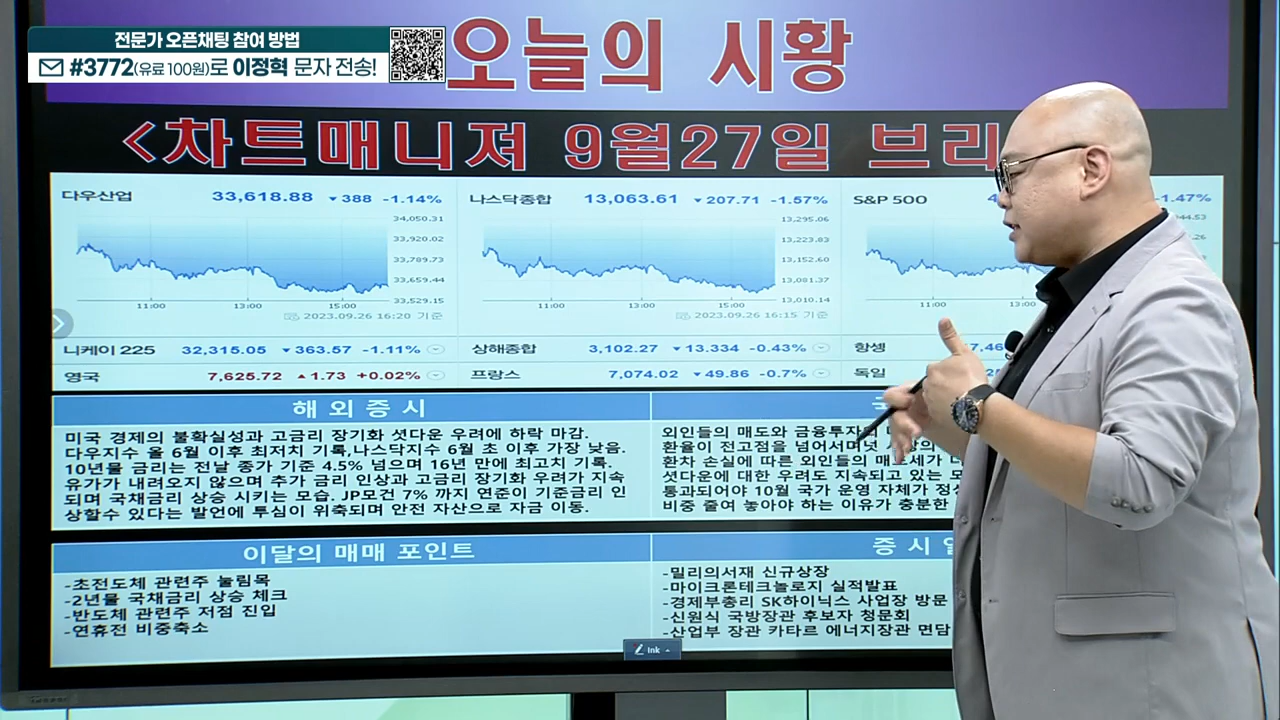 전문가 오픈채팅 참여 방법
#3772(유료 100원)로 이정혁 문자 전송!
오늘의 시황
<차트매니져 9월27일 브리
다우산업 33,618.88 ▼388 -1.14%
34,050.31
33,920.02
33,789.73
33,659.44
33,529.15
11:00 13:00 15:00
2023.09.26 16:20 기준
나스닥종합 13,063.61 ▼207.71 -1.57%
13,295.06
13,223.83
13,152.60
13,081.37
13,010.14
11:00 13:00 15:00
2023.09.26 16:15 기준
S&P 500 -1.47%
11:00 13:00
니케이 225 32,315.05 ▼363.57 -1.11%
상해종합 3,102.27 ▼13.334 -0.43%
항셍
영국 7,625.72 ▲1.73 +0.02%
프랑스 7,074.02 ▼49.86 -0.7%
독일
해 외 증 시
미국 경제의 불확실성과 고금리 장기화 셧다운 우려에 하락 마감.
다우지수 올 6월 이후 최저치 기록,나스닥지수 6월 초 이후 가장 낮음.
10년물 금리는 전날 종가 기준 4.5% 넘으며 16년 만에 최고치 기록.
유가가 내려오지 않으며 추가 금리 인상과 고금리 장기화 우려가 지속
되며 국채금리 상승 시키는 모습. JP모건 7% 까지 연준이 기준금리 인
상할수 있다는 발언에 투심이 위축되며 안전 자산으로 자금 이동.
외인들의 매도와 금융투자의
환율이 전고점을 넘어서며
환차 손실에 따른 외인들의 매도세가
셧다운에 대한 우려도 지속되고 있는
통과되어야 10월 국가 운영 자체가
비중 줄여 놓아야 하는 이유가 충분한
이달의 매매 포인트
-초전도체 관련주 눌림목
-2년물 국채금리 상승 체크
-반도체 관련주 저점 진입
-연휴전 비중축소
증 시
-밀리의서재 신규상장
-마이크론테크놀로지 실적발표
-경제부총리 SK하이닉스 사업장 방문
-신원식 국방장관 후보자 청문회
-산업부 장관 카타르 에너지장관 면담
Ink